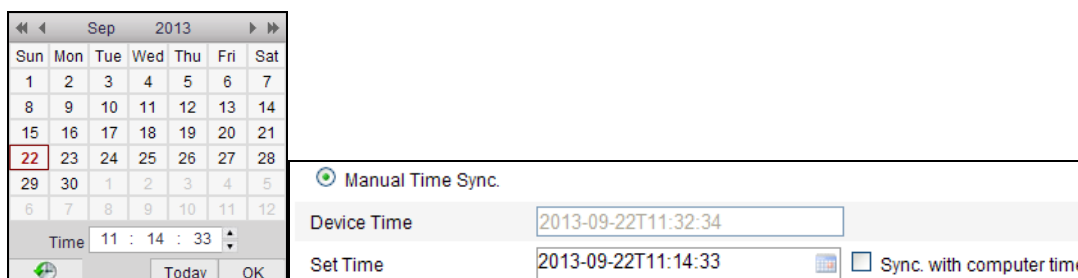 Sep 2013
Sun Mon Tue Wed Thu Fri Sat
1 2 3 4 5 6 7
8 9 10 11 12 13 14
15 16 17 18 19 20 21
22 23 24 25 26 27 28
29 30 1 2 3 4 5
6 7 8 9 10 11 12
Time 11 : 14 : 33
Today OK
Manual Time Sync.
Device Time 2013-09-22T11:32:34
Set Time 2013-09-22T11:14:33 Sync. with computer time